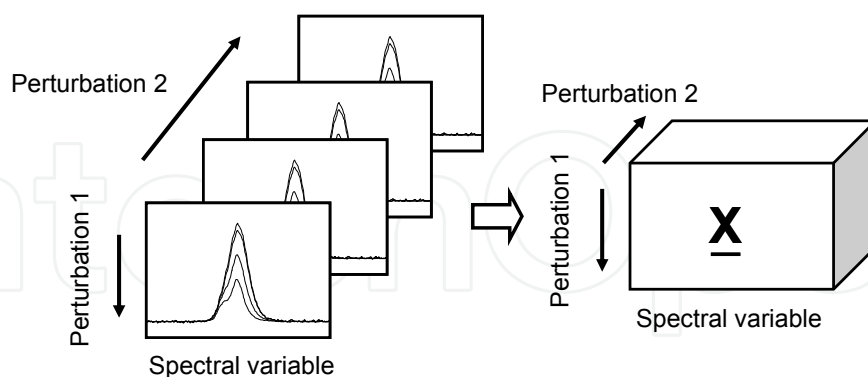 Perturbation 2
Perturbation 1
Spectral variable
Perturbation 2
Perturbation 1
X
Spectral variable